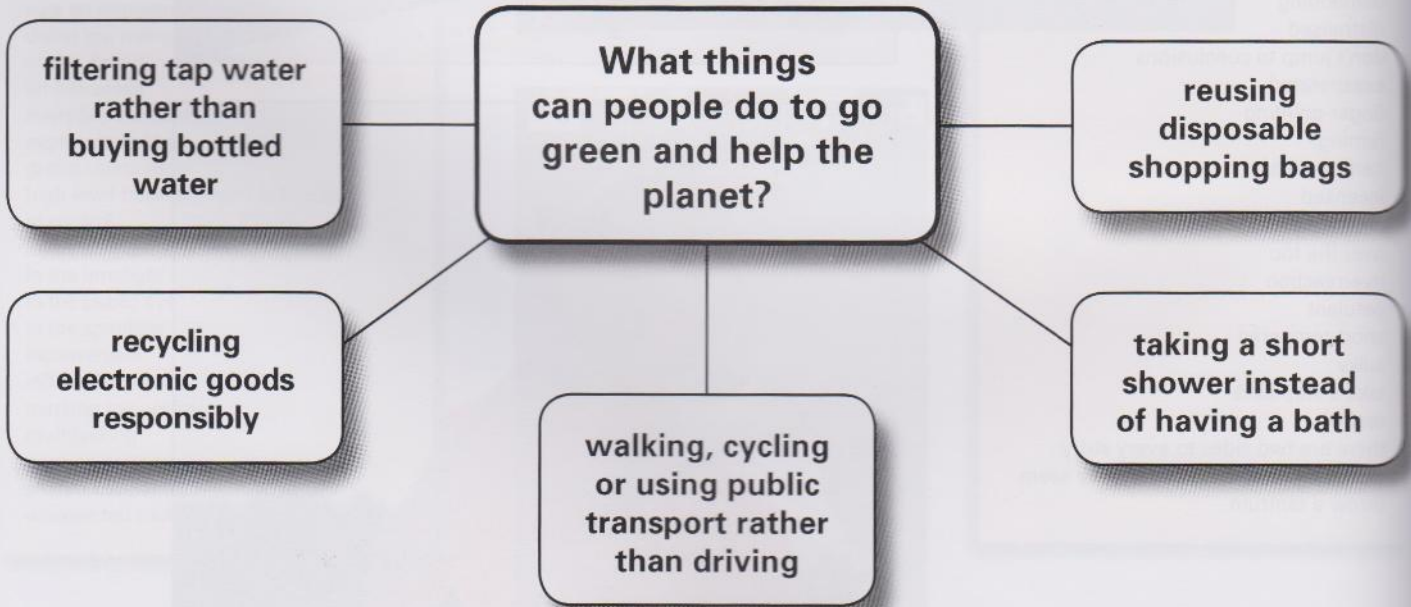 What things
can people do to go
green and help the
planet?
filtering tap water
rather than
buying bottled
water
reusing
disposable
shopping bags
recycling
electronic goods
responsibly
walking, cycling
or using public
transport rather
than driving
taking a short
shower instead
of having a bath